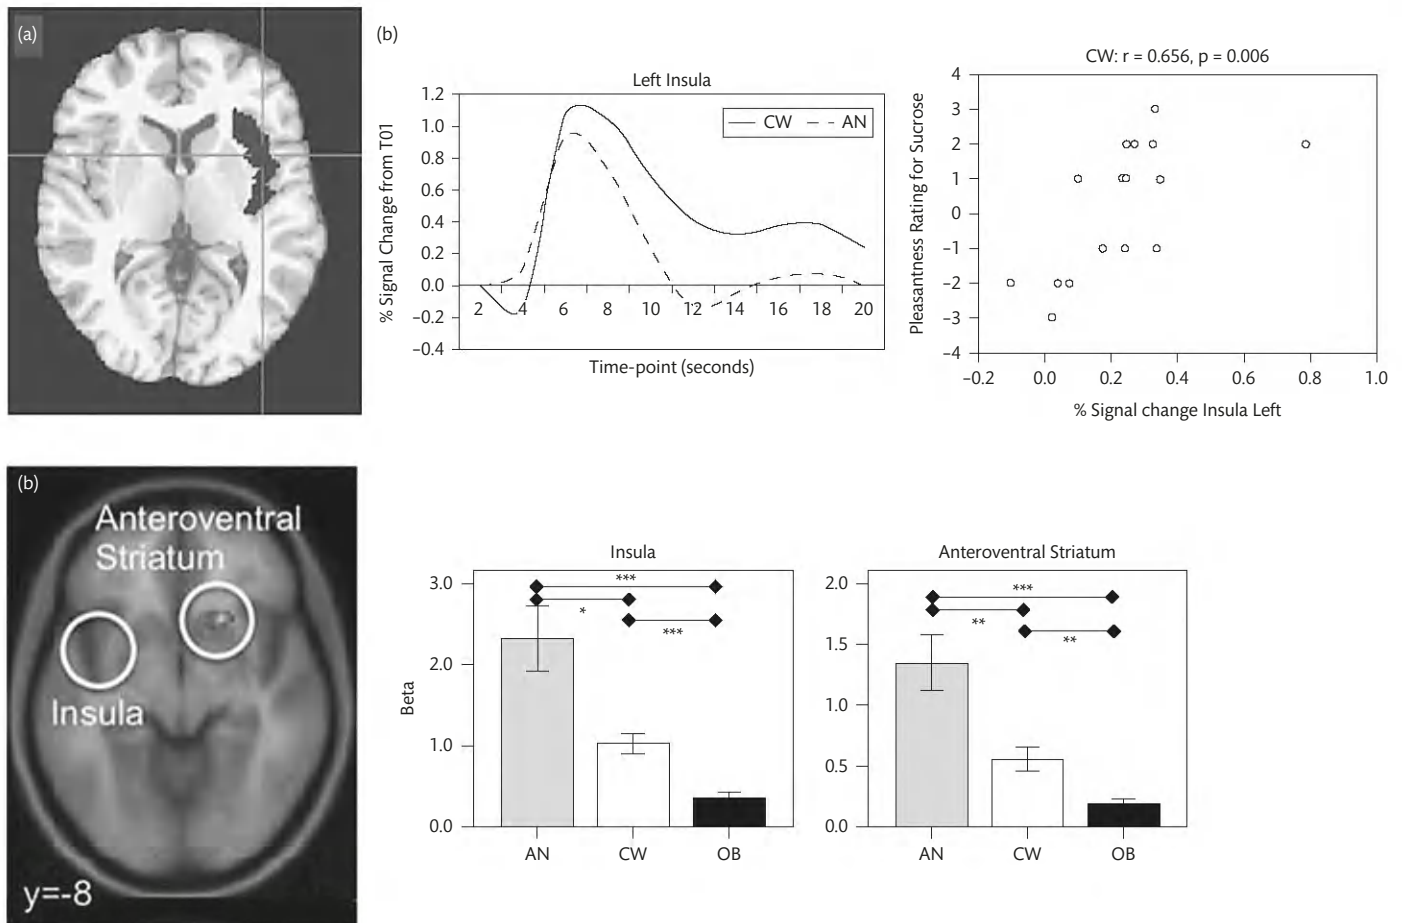 (a)
(b)
Left Insula
1.2
1.0
0.8
0.6
0.4
0.2
0.0
−0.2
−0.4
% Signal Change from T01
CW
AN
2 4 6 8 10 12 14 16 18 20
Time-point (seconds)
CW: r = 0.656, p = 0.006
4
3
2
1
0
−1
−2
−3
−4
Pleasantness Rating for Sucrose
−0.2 0.0 0.2 0.4 0.6 0.8 1.0
% Signal change Insula Left
(b)
Anteroventral
Striatum
Insula
y=-8
Insula
3.0
2.0
1.0
0.0
Beta
***
*
***
AN CW OB
Anteroventral Striatum
2.0
1.5
1.0
0.5
0.0
***
**
**
AN CW OB